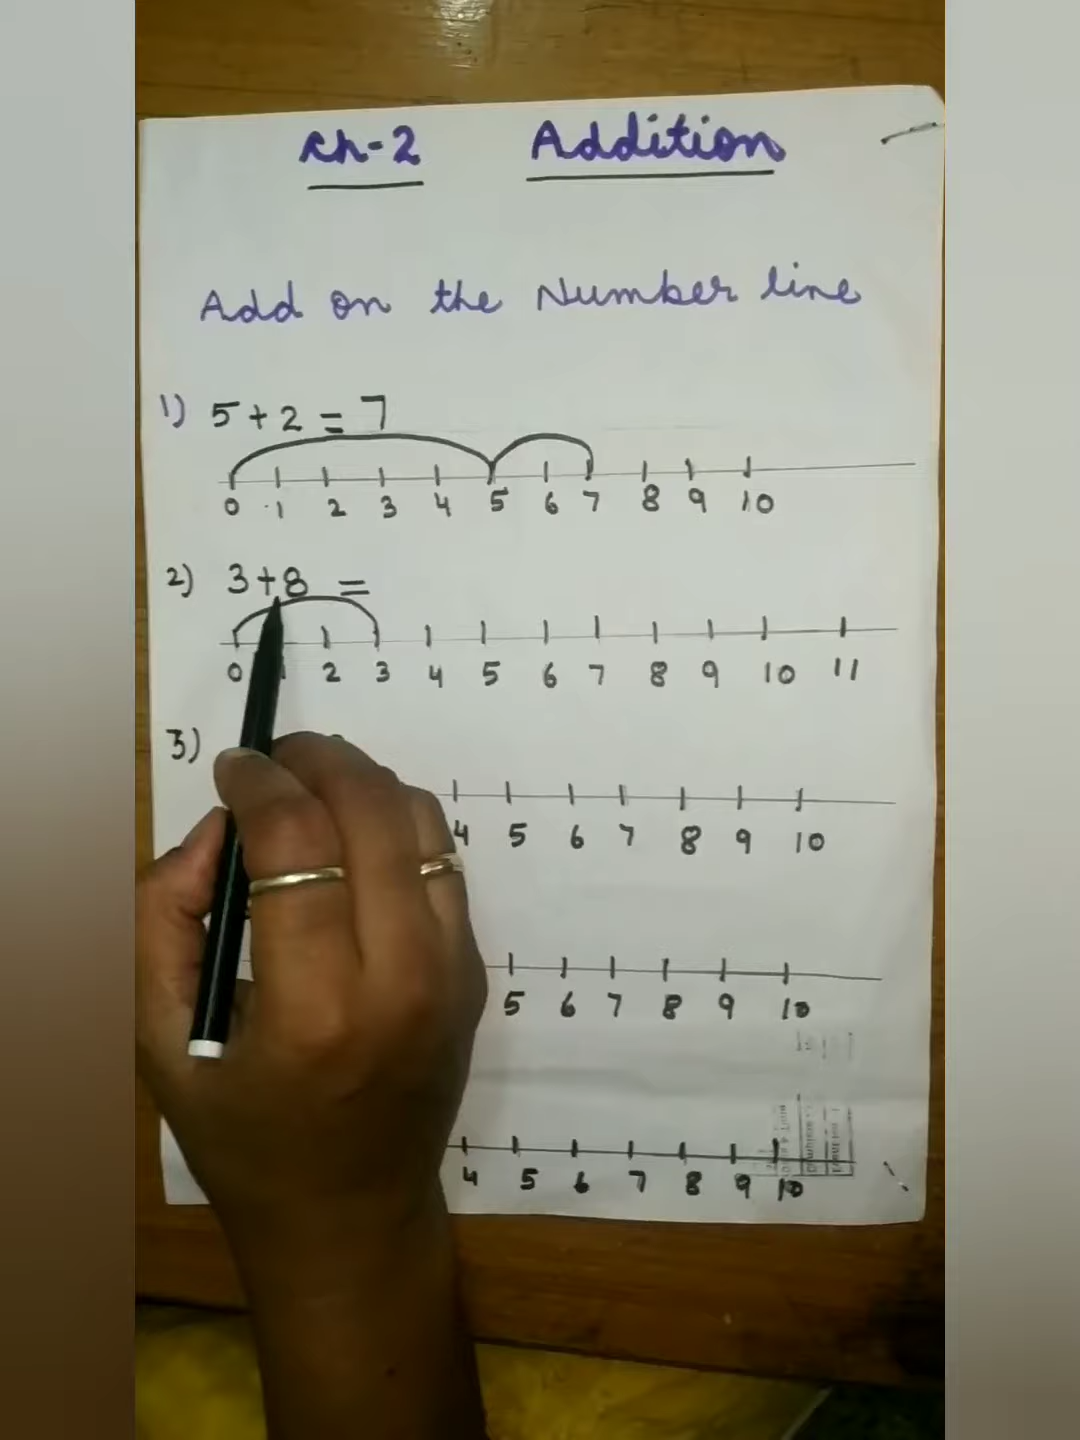 Ch-2 Addition
Add on the Number line
1) 5+2 = 7
0 1 2 3 4 5 6 7 8 9 10
2) 3+8 =
0 1 2 3 4 5 6 7 8 9 10 11
3)
4 5 6 7 8 9 10
5 6 7 8 9 10
4 5 6 7 8 9 10